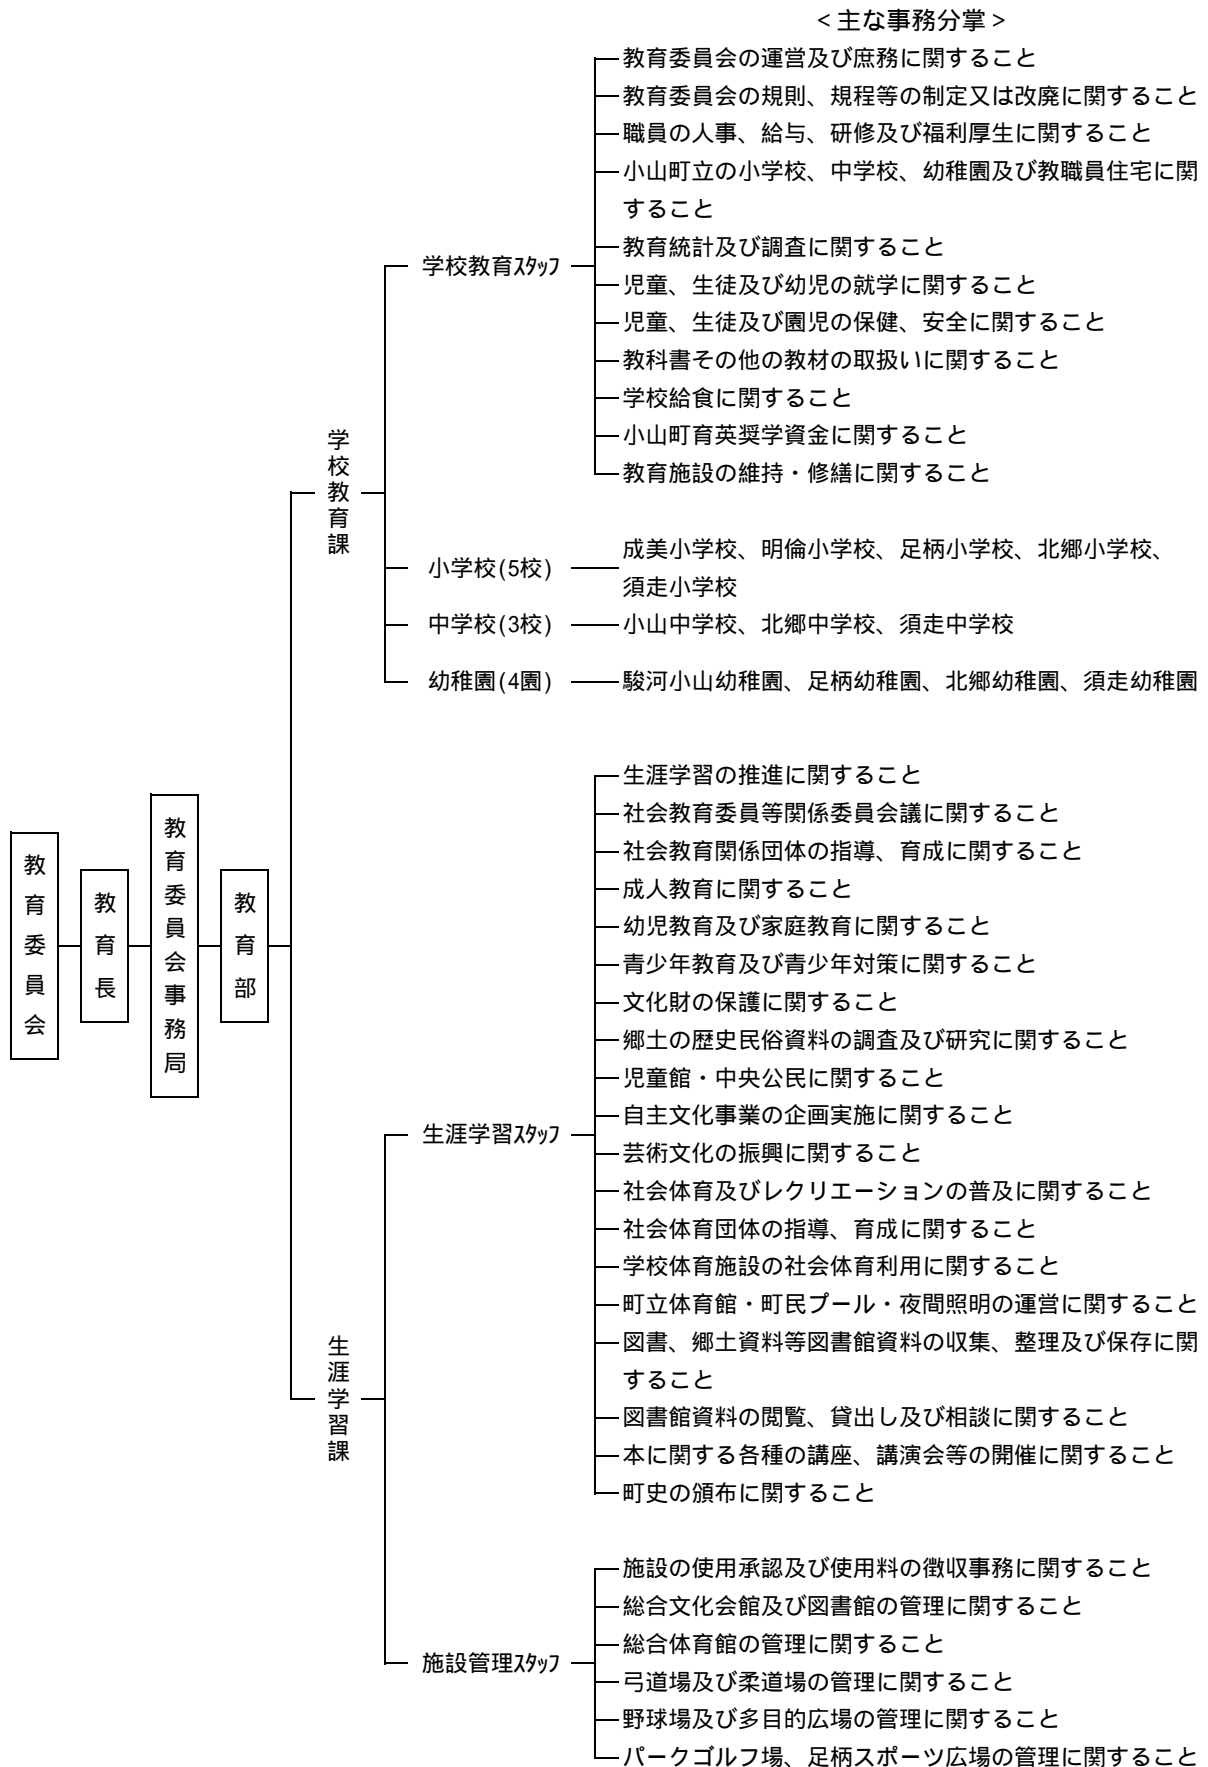 ＜主な事務分掌＞
教育委員会
教育長
教育委員会事務局
教育部
学校教育課
学校教育ｽﾀｯﾌ
教育委員会の運営及び庶務に関すること
教育委員会の規則、規程等の制定又は改廃に関すること
職員の人事、給与、研修及び福利厚生に関すること
小山町立の小学校、中学校、幼稚園及び教職員住宅に関
すること
教育統計及び調査に関すること
児童、生徒及び幼児の就学に関すること
児童、生徒及び園児の保健、安全に関すること
教科書その他の教材の取扱いに関すること
学校給食に関すること
小山町育英奨学資金に関すること
教育施設の維持・修繕に関すること
小学校(5校)
成美小学校、明倫小学校、足柄小学校、北郷小学校、
須走小学校
中学校(3校)
小山中学校、北郷中学校、須走中学校
幼稚園(4園)
駿河小山幼稚園、足柄幼稚園、北郷幼稚園、須走幼稚園
生涯学習課
生涯学習ｽﾀｯﾌ
生涯学習の推進に関すること
社会教育委員等関係委員会議に関すること
社会教育関係団体の指導、育成に関すること
成人教育に関すること
幼児教育及び家庭教育に関すること
青少年教育及び青少年対策に関すること
文化財の保護に関すること
郷土の歴史民俗資料の調査及び研究に関すること
児童館・中央公民に関すること
自主文化事業の企画実施に関すること
芸術文化の振興に関すること
社会体育及びレクリエーションの普及に関すること
社会体育団体の指導、育成に関すること
学校体育施設の社会体育利用に関すること
町立体育館・町民プール・夜間照明の運営に関すること
図書、郷土資料等図書館資料の収集、整理及び保存に関
すること
図書館資料の閲覧、貸出し及び相談に関すること
本に関する各種の講座、講演会等の開催に関すること
町史の頒布に関すること
施設管理ｽﾀｯﾌ
施設の使用承認及び使用料の徴収事務に関すること
総合文化会館及び図書館の管理に関すること
総合体育館の管理に関すること
弓道場及び柔道場の管理に関すること
野球場及び多目的広場の管理に関すること
パークゴルフ場、足柄スポーツ広場の管理に関すること